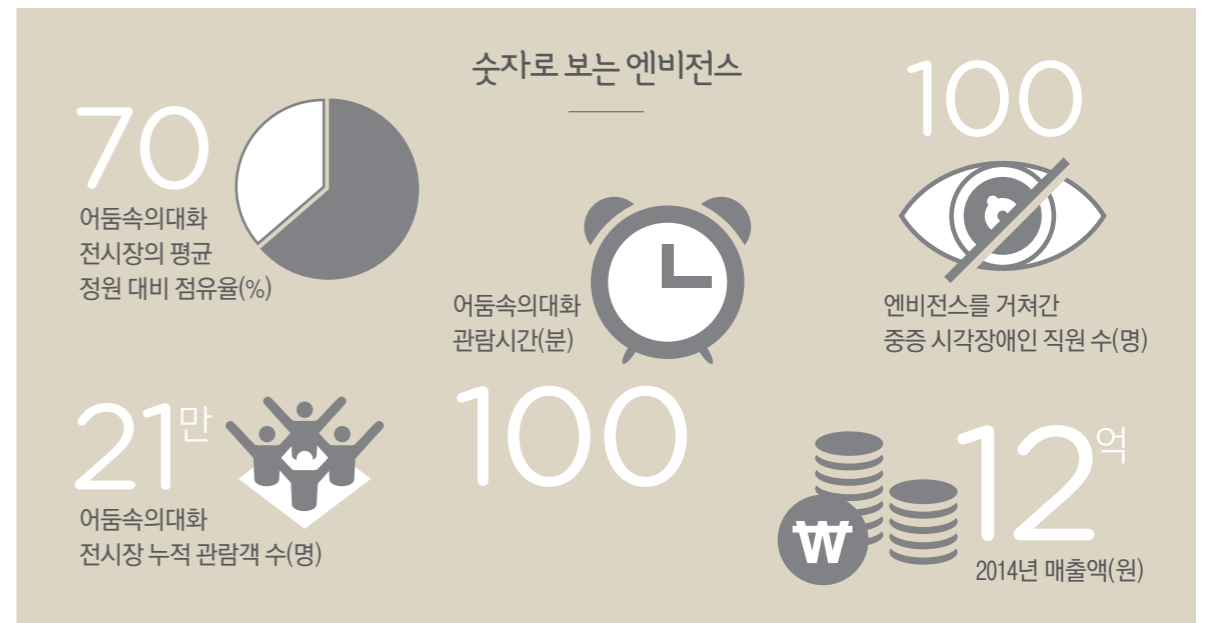 숫자로 보는 엔비전스
70
어둠속의대화
전시장의 평균
정원 대비 점유율(%)
어둠속의대화
관람시간(분)
100
100
엔비전스를 거쳐간
중증 시각장애인 직원 수(명)
21만
어둠속의대화
전시장 누적 관람객 수(명)
₩
12억
2014년 매출액(원)